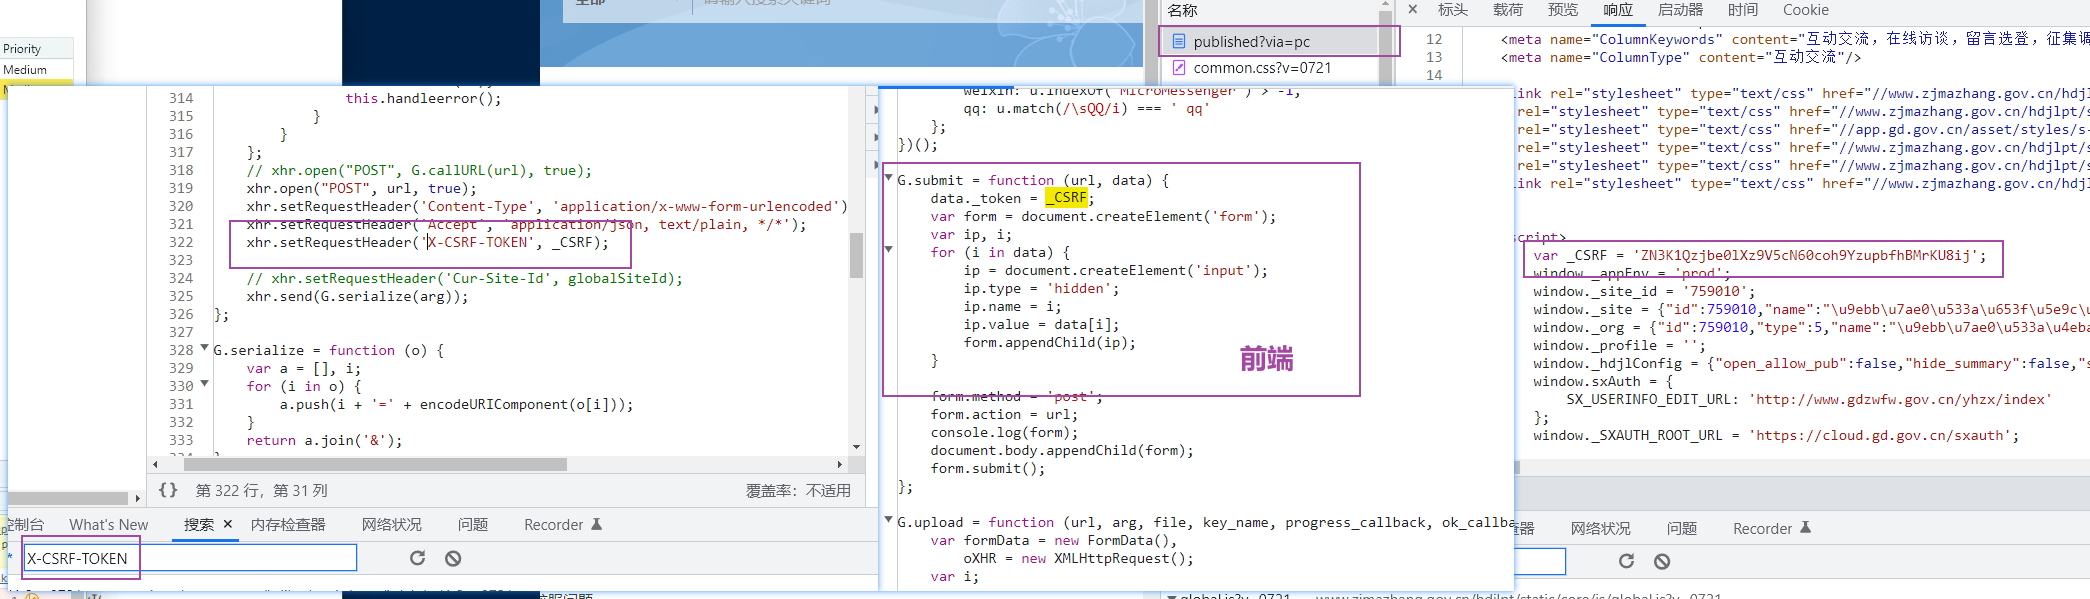 Priority
Medium
全部
请输入搜索关键词
名称
published?via=pc
common.css?v=0721
标头 载荷 预览 响应 启动器 时间 Cookie
12 <meta name="ColumnKeywords" content="互动交流，在线访谈，留言选登，征集调
13 <meta name="ColumnType" content="互动交流"/>
14
link rel="stylesheet" type="text/css" href="//www.zjmazhang.gov.cn/hdjlpt/s
rel="stylesheet" type="text/css" href="//www.zjmazhang.gov.cn/hdjlpt/s
rel="stylesheet" type="text/css" href="//app.gd.gov.cn/asset/styles/s-
rel="stylesheet" type="text/css" href="//www.zjmazhang.gov.cn/hdjlpt/s
rel="stylesheet" type="text/css" href="//www.zjmazhang.gov.cn/hdjlpt/s
link rel="stylesheet" type="text/css" href="//www.zjmazhang.gov.cn/hdjlpt/s
script>
var _CSRF = 'ZN3K1Qzjbe0lXz9V5cN60coh9YzupbfhBMrKU8ij';
window._appEnv = 'prod';
window._site_id = '759010';
window._site = {"id":759010,"name":"\u9ebb\u7ae0\u533a\u653f\u5e9c\u
window._org = {"id":759010,"type":5,"name":"\u9ebb\u7ae0\u533a\u4eba
window._profile = '';
window._hdjlConfig = {"open_allow_pub":false,"hide_summary":false,"s
window.sxAuth = {
SX_USERINFO_EDIT_URL: 'http://www.gdzwfw.gov.cn/yhzx/index'
};
window._SXAUTH_ROOT_URL = 'https://cloud.gd.gov.cn/sxauth';
314 this.handleerror();
315 }
316 }
317 };
318 // xhr.open("POST", G.callURL(url), true);
319 xhr.open("POST", url, true);
320 xhr.setRequestHeader('Content-Type', 'application/x-www-form-urlencoded')
321 xhr.setRequestHeader('Accept', 'application/json, text/plain, */*');
322 xhr.setRequestHeader('X-CSRF-TOKEN', _CSRF);
323
324 // xhr.setRequestHeader('Cur-Site-Id', globalSiteId);
325 xhr.send(G.serialize(arg));
326 };
327
328 G.serialize = function (o) {
329 var a = [], i;
330 for (i in o) {
331 a.push(i + '=' + encodeURIComponent(o[i]));
332 }
333 return a.join('&');
{} 第 322 行，第 31 列 覆盖率：不适用
控制台 What's New 搜索 × 内存检查器 网络状况 问题 Recorder
X-CSRF-TOKEN
weixin: u.indexOf('MicroMessenger') > -1,
qq: u.match(/\sQQ/i) === ' qq'
};
})();
G.submit = function (url, data) {
data._token = _CSRF;
var form = document.createElement('form');
var ip, i;
for (i in data) {
ip = document.createElement('input');
ip.type = 'hidden';
ip.name = i;
ip.value = data[i];
form.appendChild(ip);
}
前端
form.method = 'post';
form.action = url;
console.log(form);
document.body.appendChild(form);
form.submit();
};
G.upload = function (url, arg, file, key_name, progress_callback, ok_callba
var formData = new FormData(),
oXHR = new XMLHttpRequest();
var i;
查器 网络状况 问题 Recorder